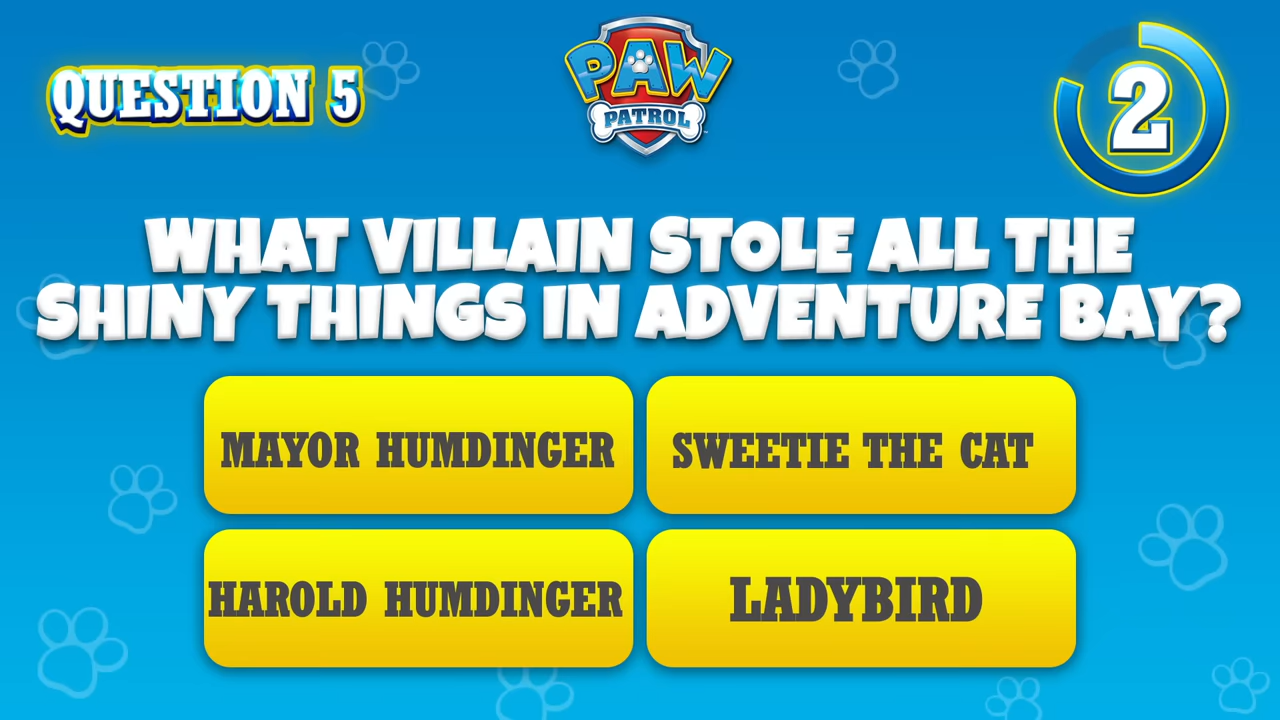 QUESTION 5
PAW
PATROL
2
WHAT VILLAIN STOLE ALL THE
SHINY THINGS IN ADVENTURE BAY?
MAYOR HUMDINGER
SWEETIE THE CAT
HAROLD HUMDINGER
LADYBIRD